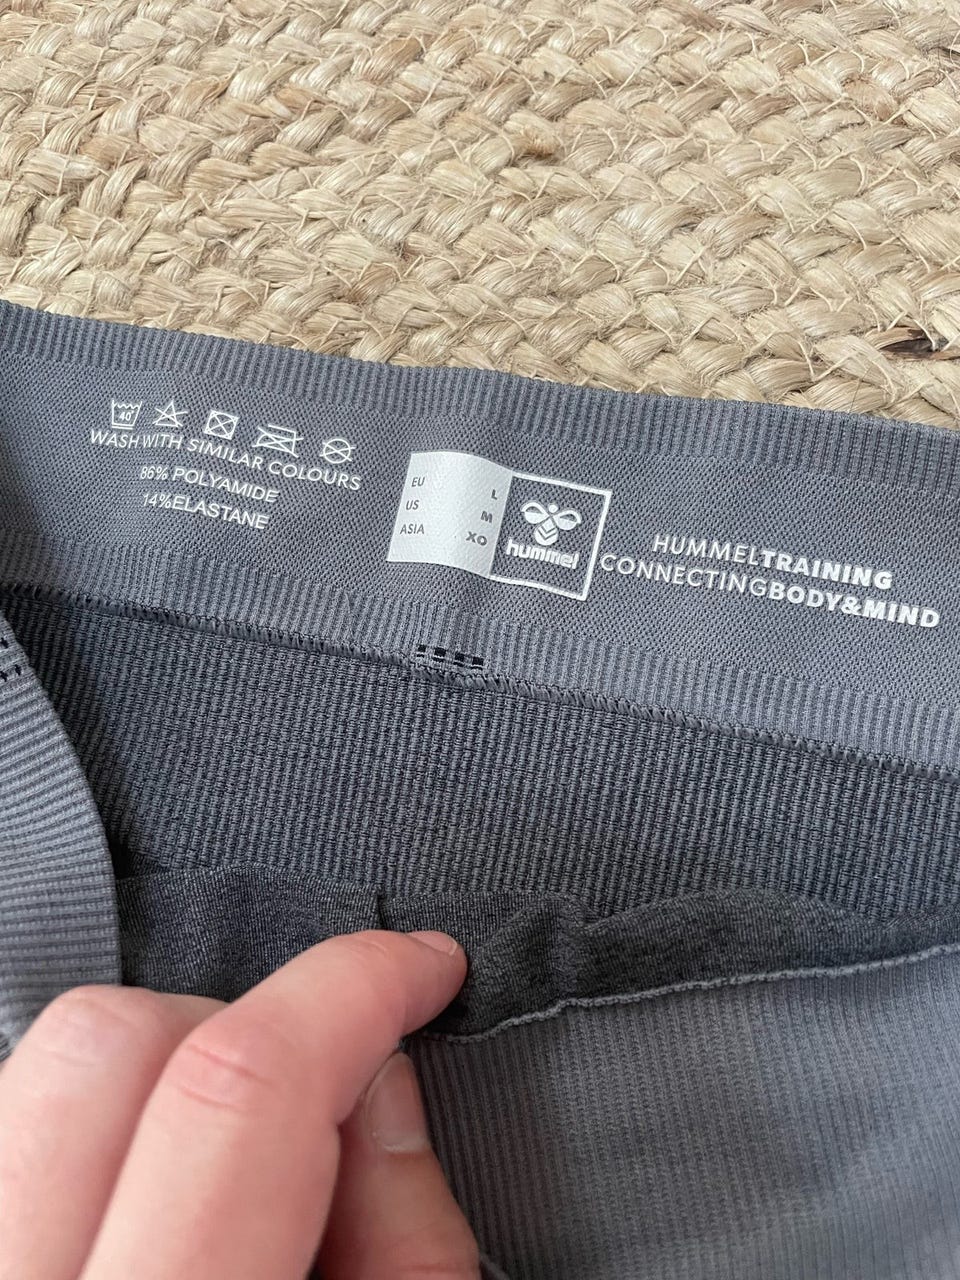 40
WASH WITH SIMILAR COLOURS
86% POLYAMIDE
14%ELASTANE
EU L
US M
ASIA XO
hummel
HUMMELTRAINING
CONNECTINGBODY&MIND